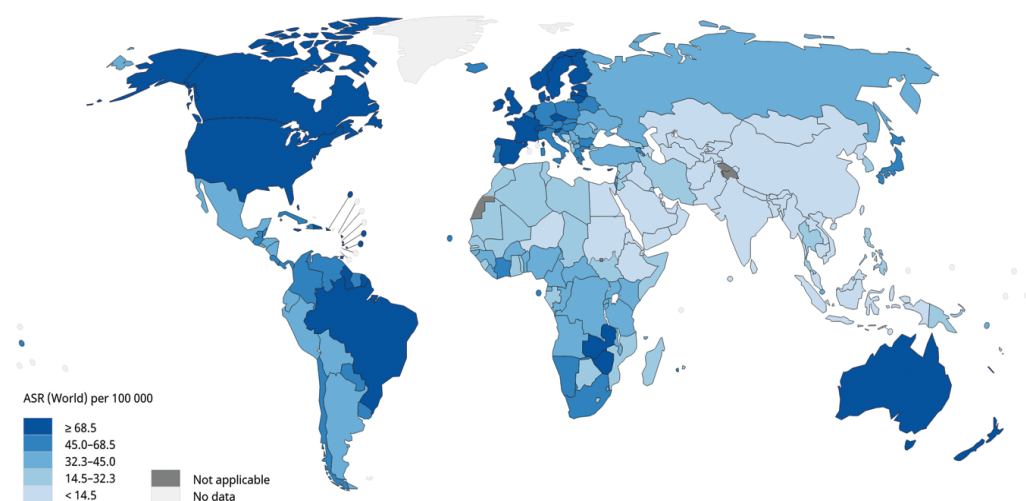 ASR (World) per 100 000
≥ 68.5
45.0–68.5
32.3–45.0
14.5–32.3
< 14.5
Not applicable
No data